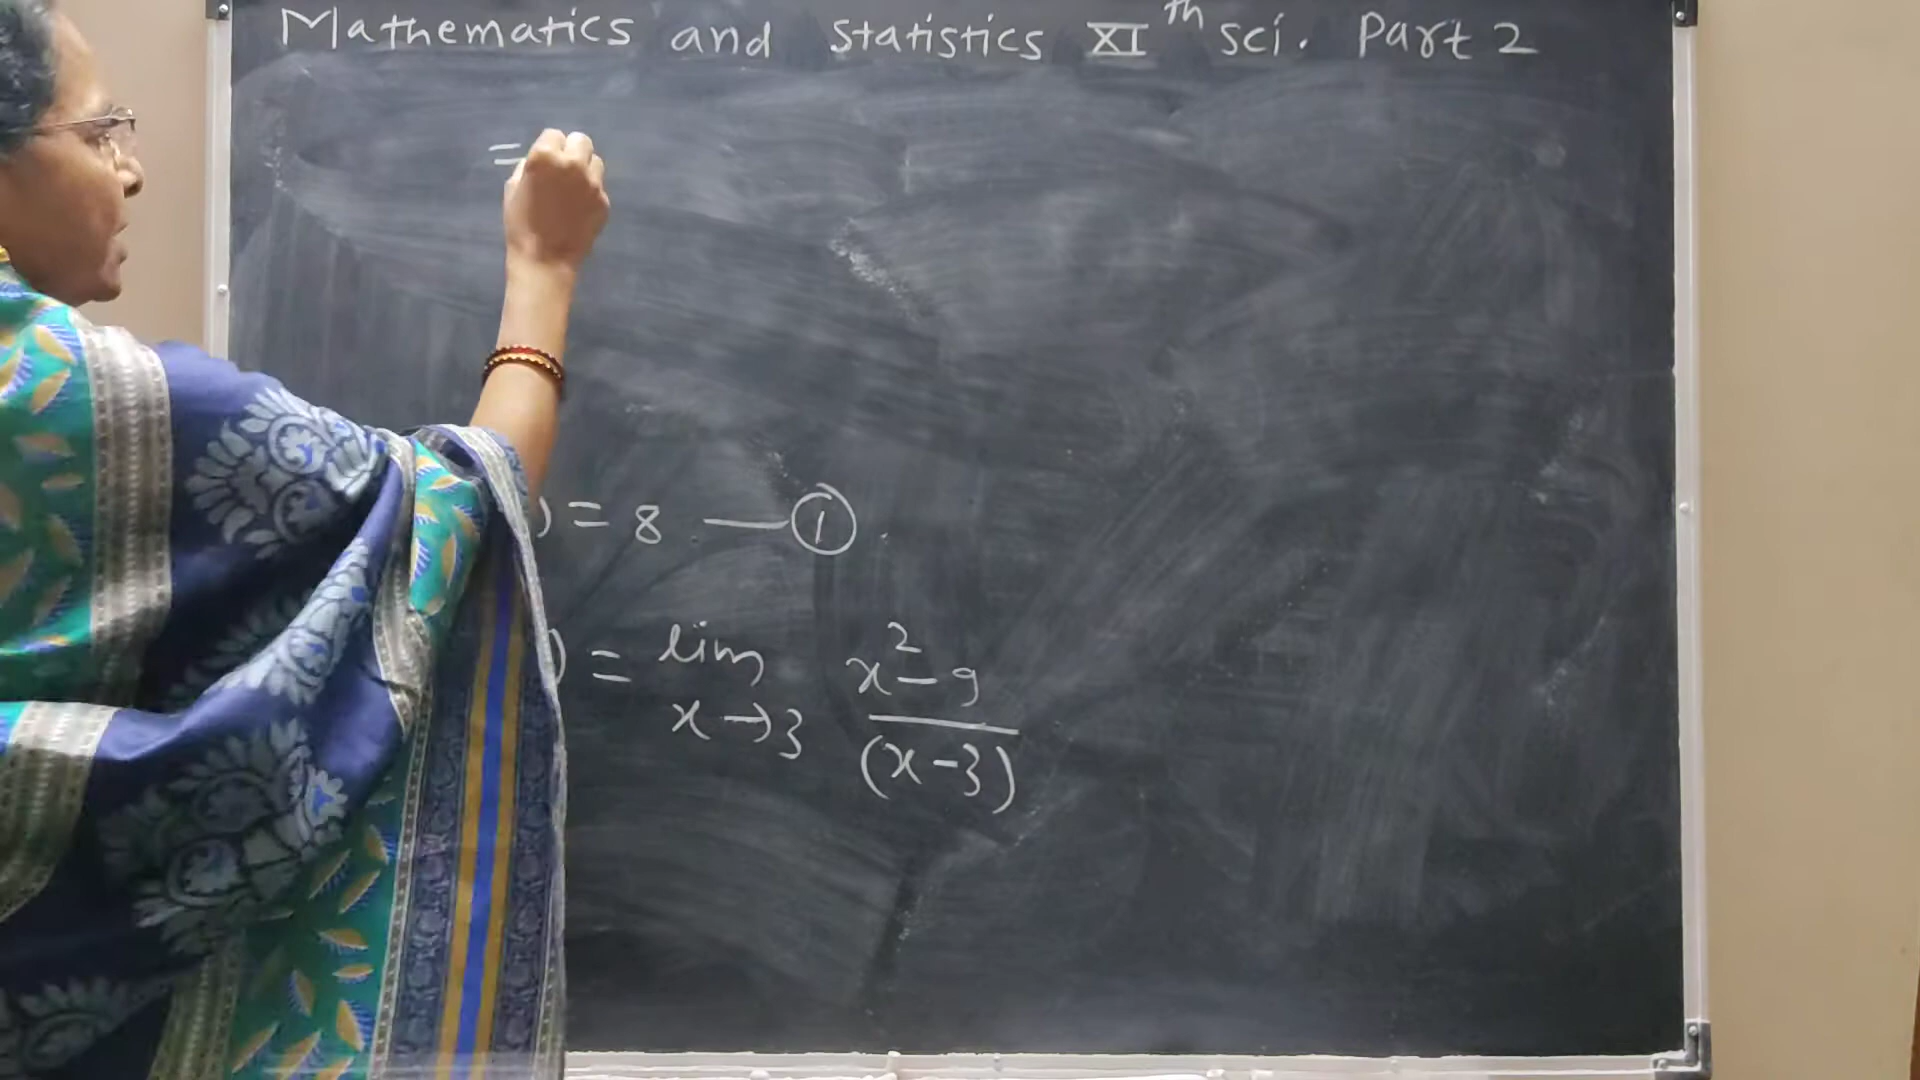 Mathematics and statistics XI th sci. Part 2
=
) = 8 — ①.
) = lim x→3 x²-9 / (x-3)